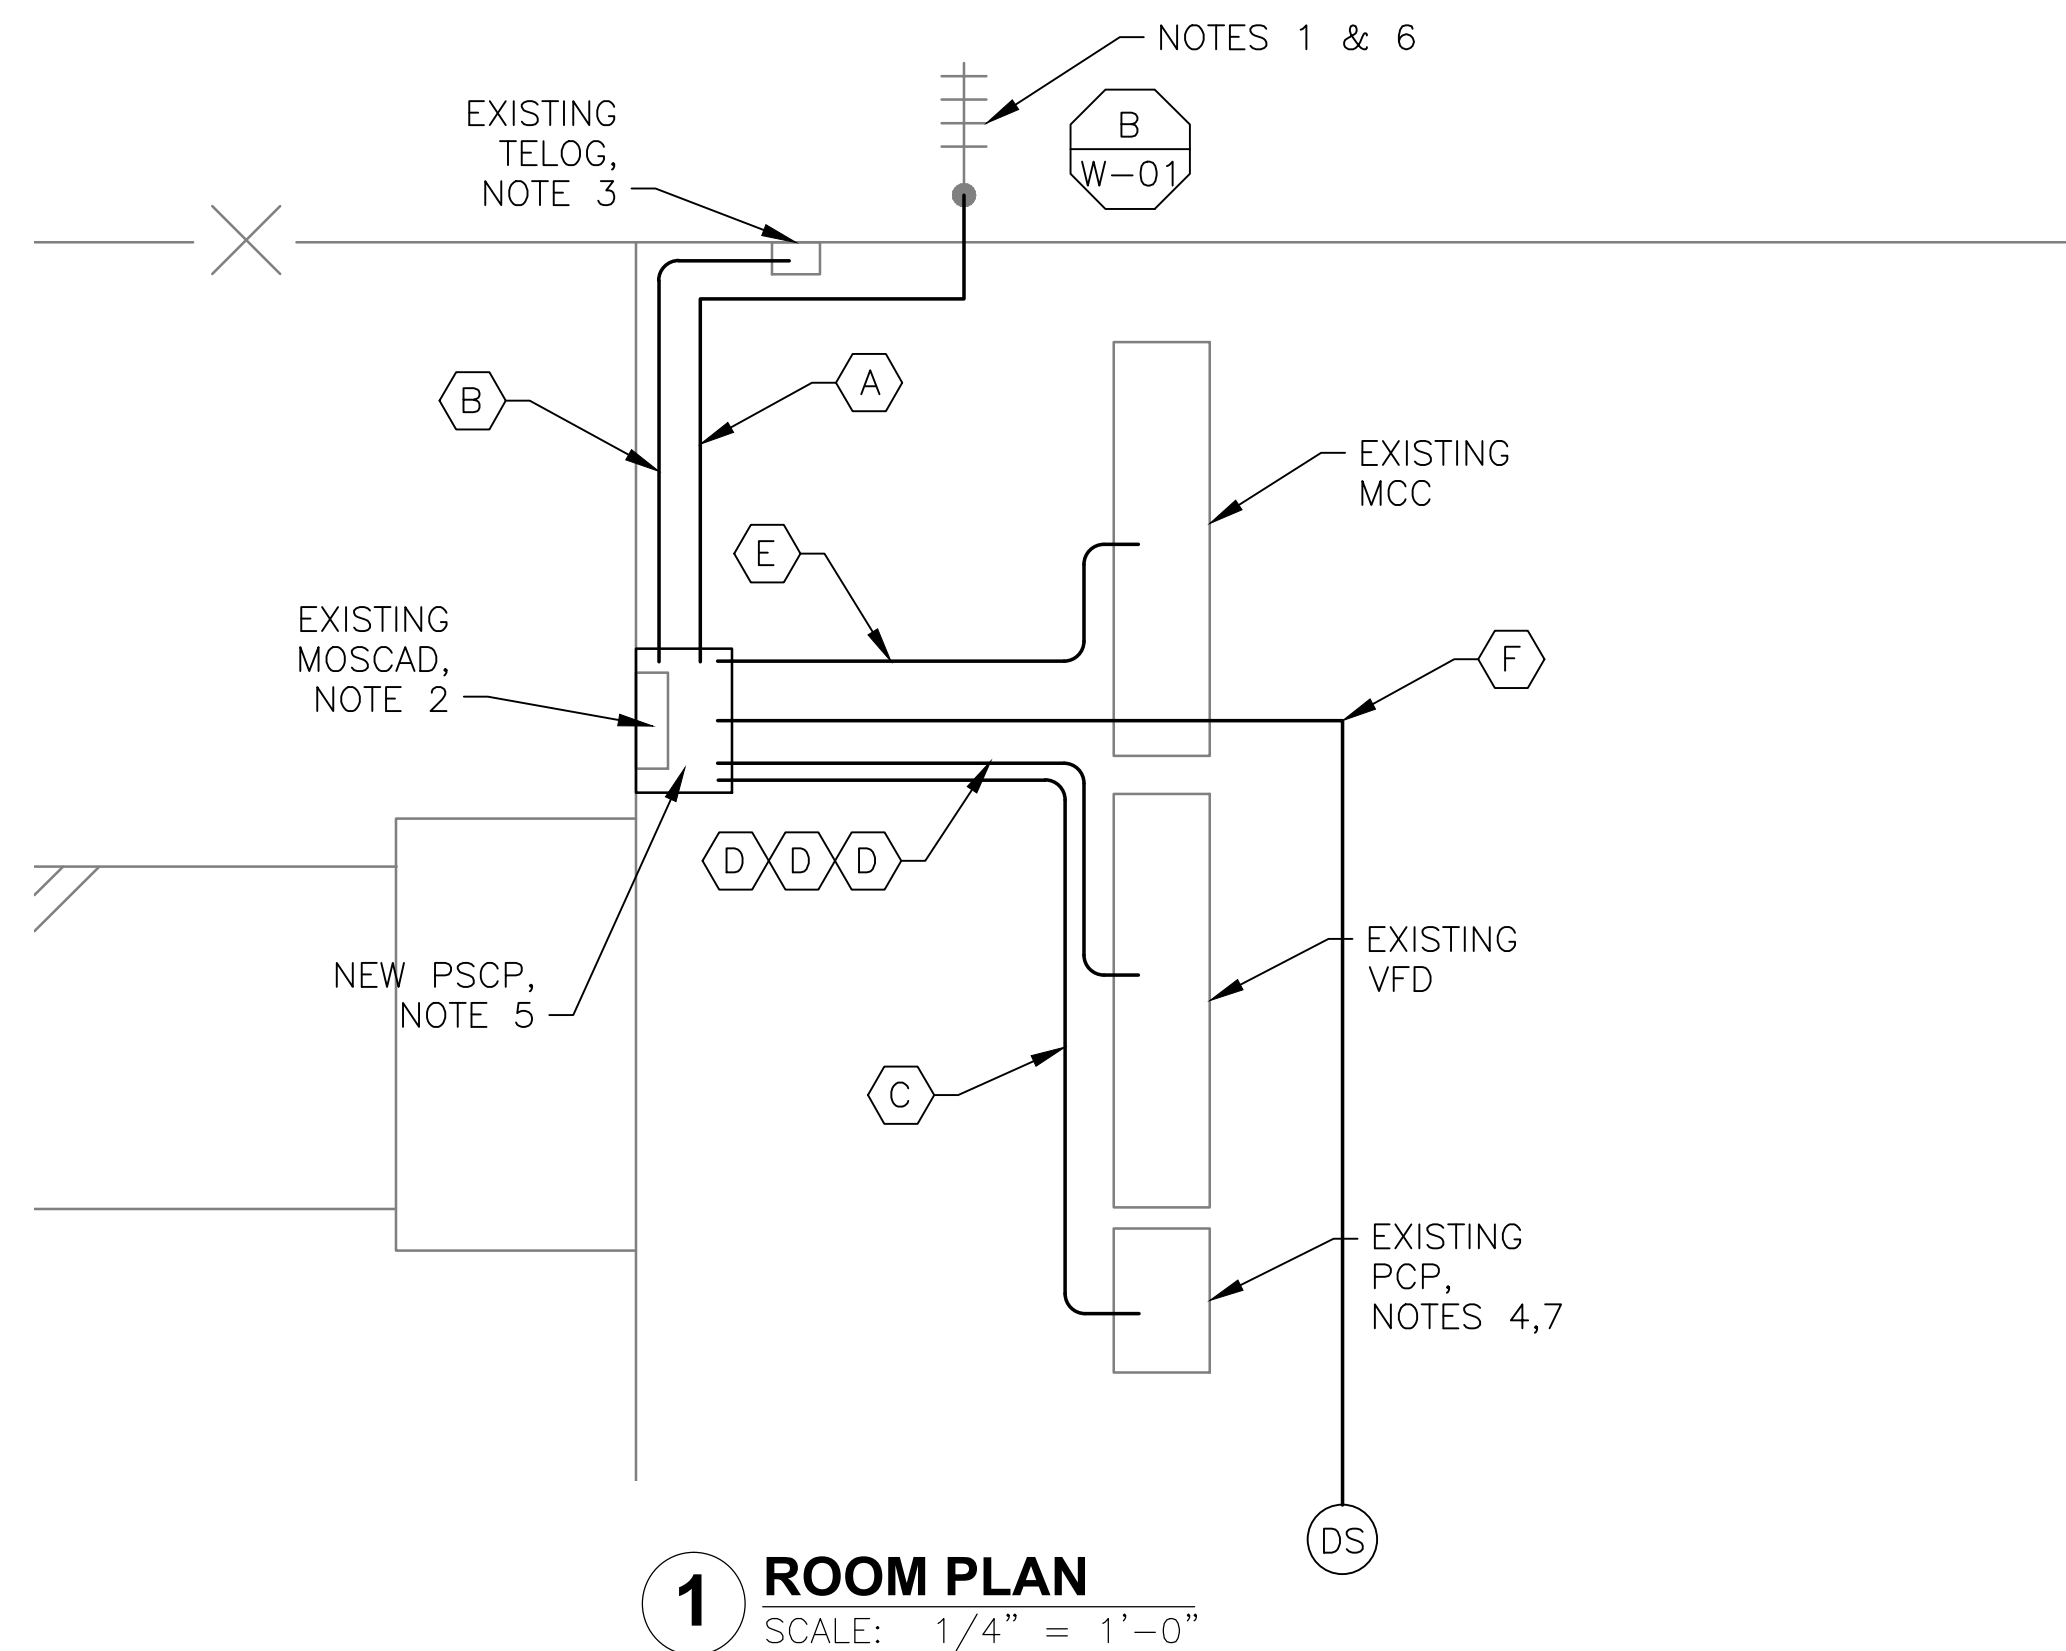 NOTES 1 & 6
EXISTING
TELOG,
NOTE 3
B
W-01
B
A
EXISTING
MCC
E
EXISTING
MOSCAD,
NOTE 2
F
D D D
NEW PSCP,
NOTE 5
EXISTING
VFD
C
EXISTING
PCP,
NOTES 4,7
DS
1 ROOM PLAN
SCALE: 1/4" = 1'-0"